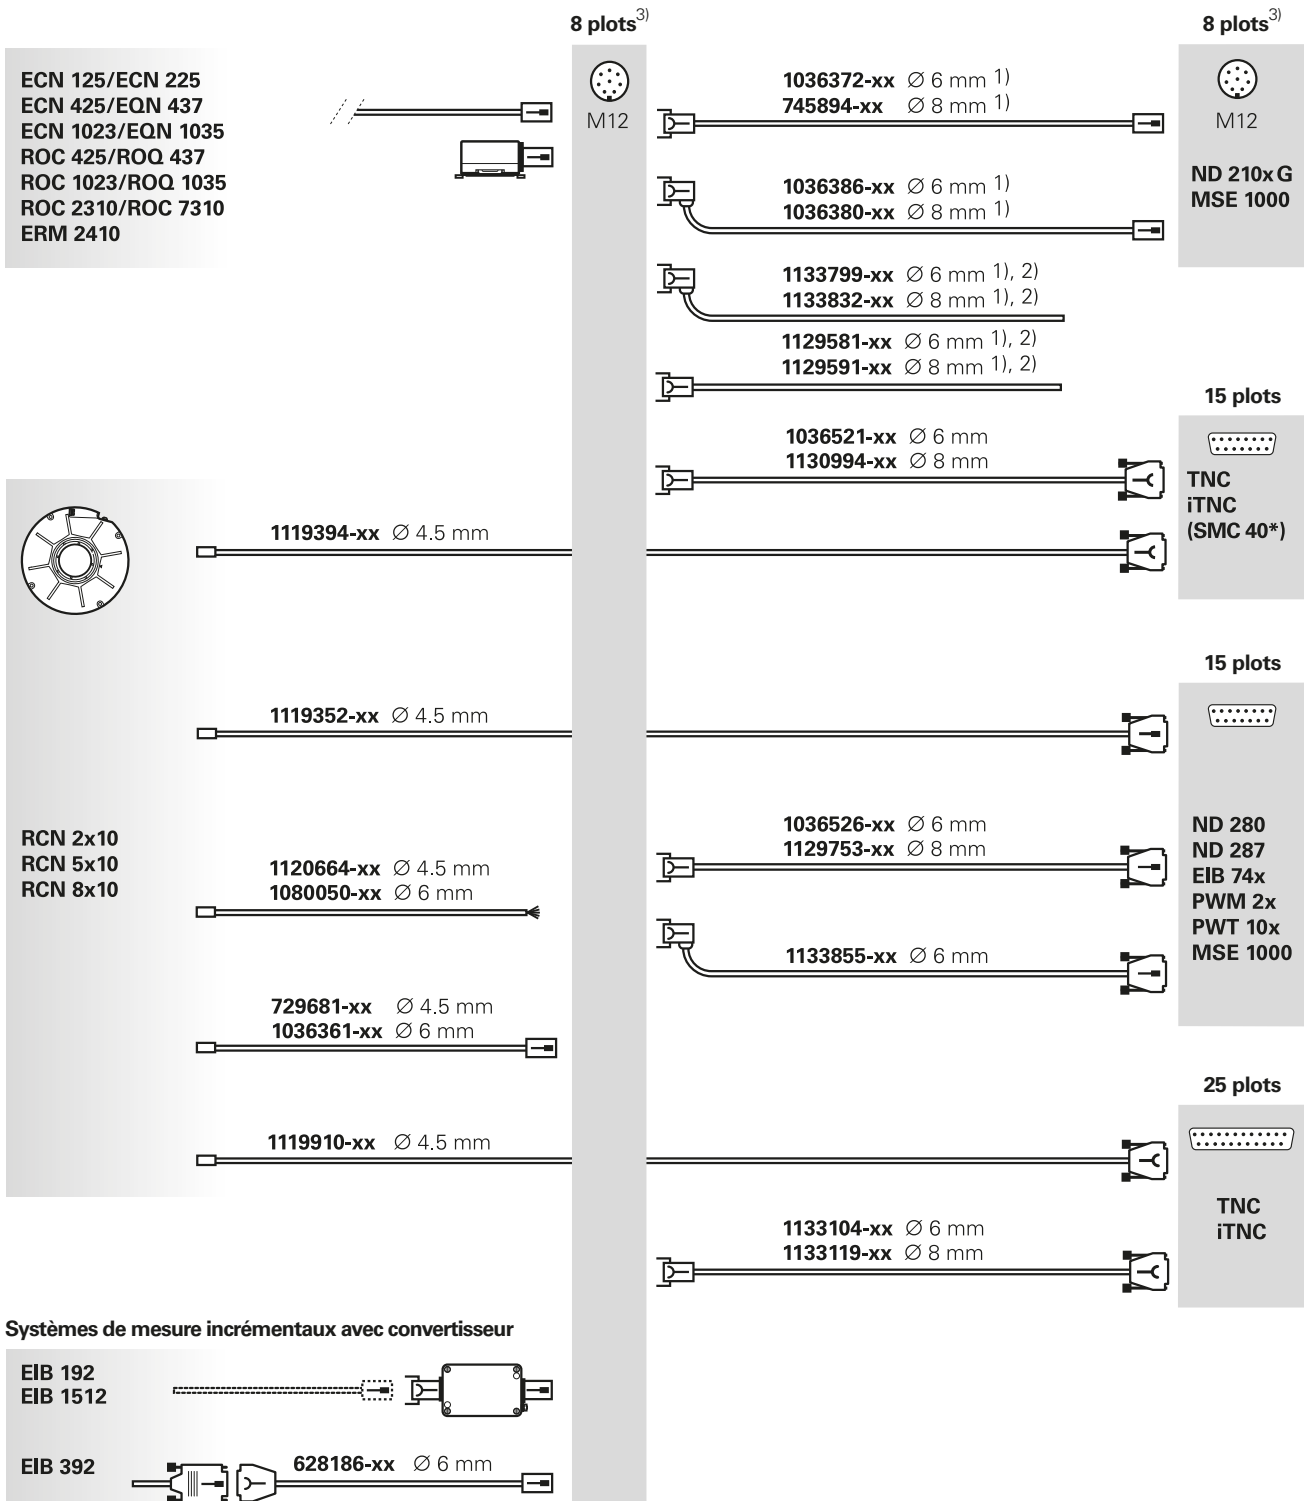 8 plots3)
8 plots3)
ECN 125/ECN 225
ECN 425/EQN 437
ECN 1023/EQN 1035
ROC 425/ROQ 437
ROC 1023/ROQ 1035
ROC 2310/ROC 7310
ERM 2410
M12
1036372-xx Ø 6 mm 1)
745894-xx Ø 8 mm 1)
M12
ND 210x G
MSE 1000
1036386-xx Ø 6 mm 1)
1036380-xx Ø 8 mm 1)
1133799-xx Ø 6 mm 1), 2)
1133832-xx Ø 8 mm 1), 2)
1129581-xx Ø 6 mm 1), 2)
1129591-xx Ø 8 mm 1), 2)
15 plots
1036521-xx Ø 6 mm
1130994-xx Ø 8 mm
TNC
iTNC
(SMC 40*)
1119394-xx Ø 4.5 mm
15 plots
1119352-xx Ø 4.5 mm
RCN 2x10
RCN 5x10
RCN 8x10
1036526-xx Ø 6 mm
1129753-xx Ø 8 mm
ND 280
ND 287
EIB 74x
PWM 2x
PWT 10x
MSE 1000
1120664-xx Ø 4.5 mm
1080050-xx Ø 6 mm
1133855-xx Ø 6 mm
729681-xx Ø 4.5 mm
1036361-xx Ø 6 mm
25 plots
1119910-xx Ø 4.5 mm
TNC
iTNC
1133104-xx Ø 6 mm
1133119-xx Ø 8 mm
Systèmes de mesure incrémentaux avec convertisseur
EIB 192
EIB 1512
EIB 392
628186-xx Ø 6 mm